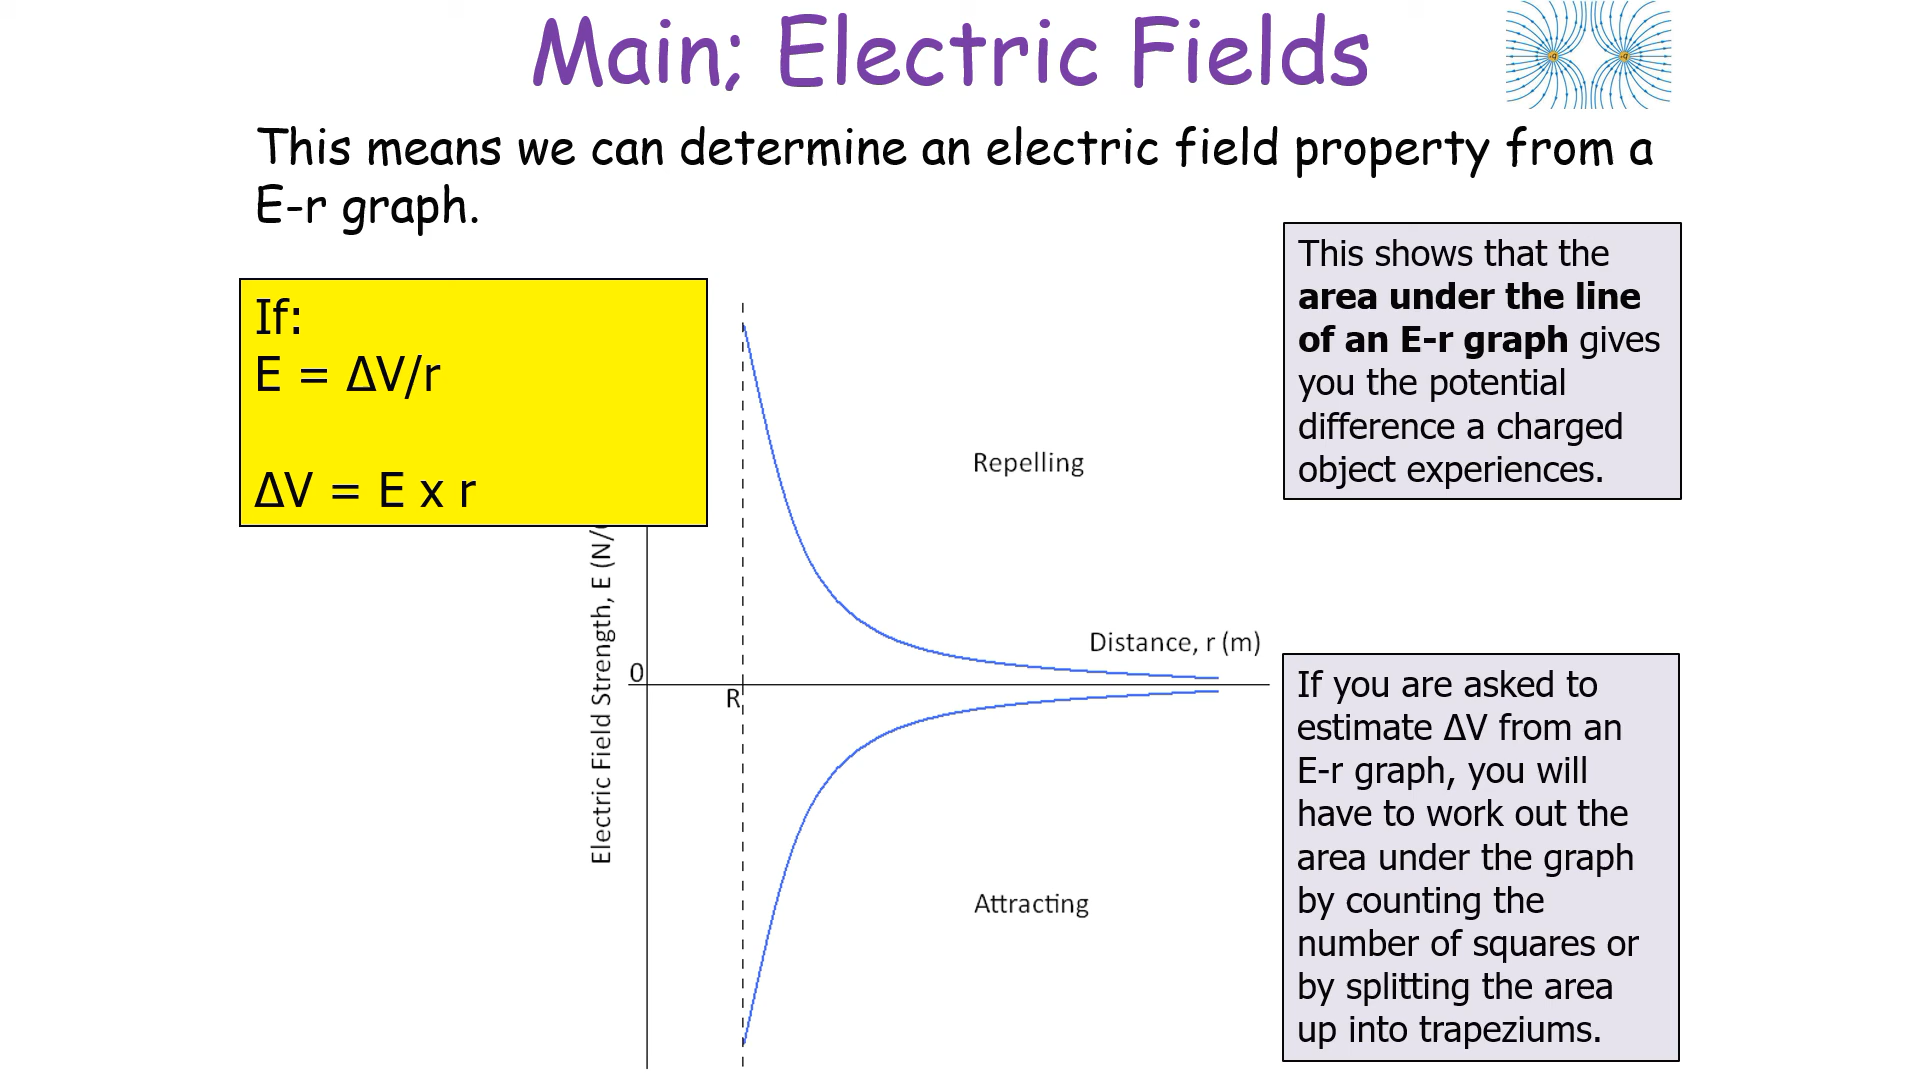 Main; Electric Fields
This means we can determine an electric field property from a
E-r graph.
If:
E = ΔV/r
ΔV = E x r
This shows that the
area under the line
of an E-r graph gives
you the potential
difference a charged
object experiences.
Repelling
Electric Field Strength, E (N/
Distance, r (m)
0
R
Attracting
If you are asked to
estimate ΔV from an
E-r graph, you will
have to work out the
area under the graph
by counting the
number of squares or
by splitting the area
up into trapeziums.